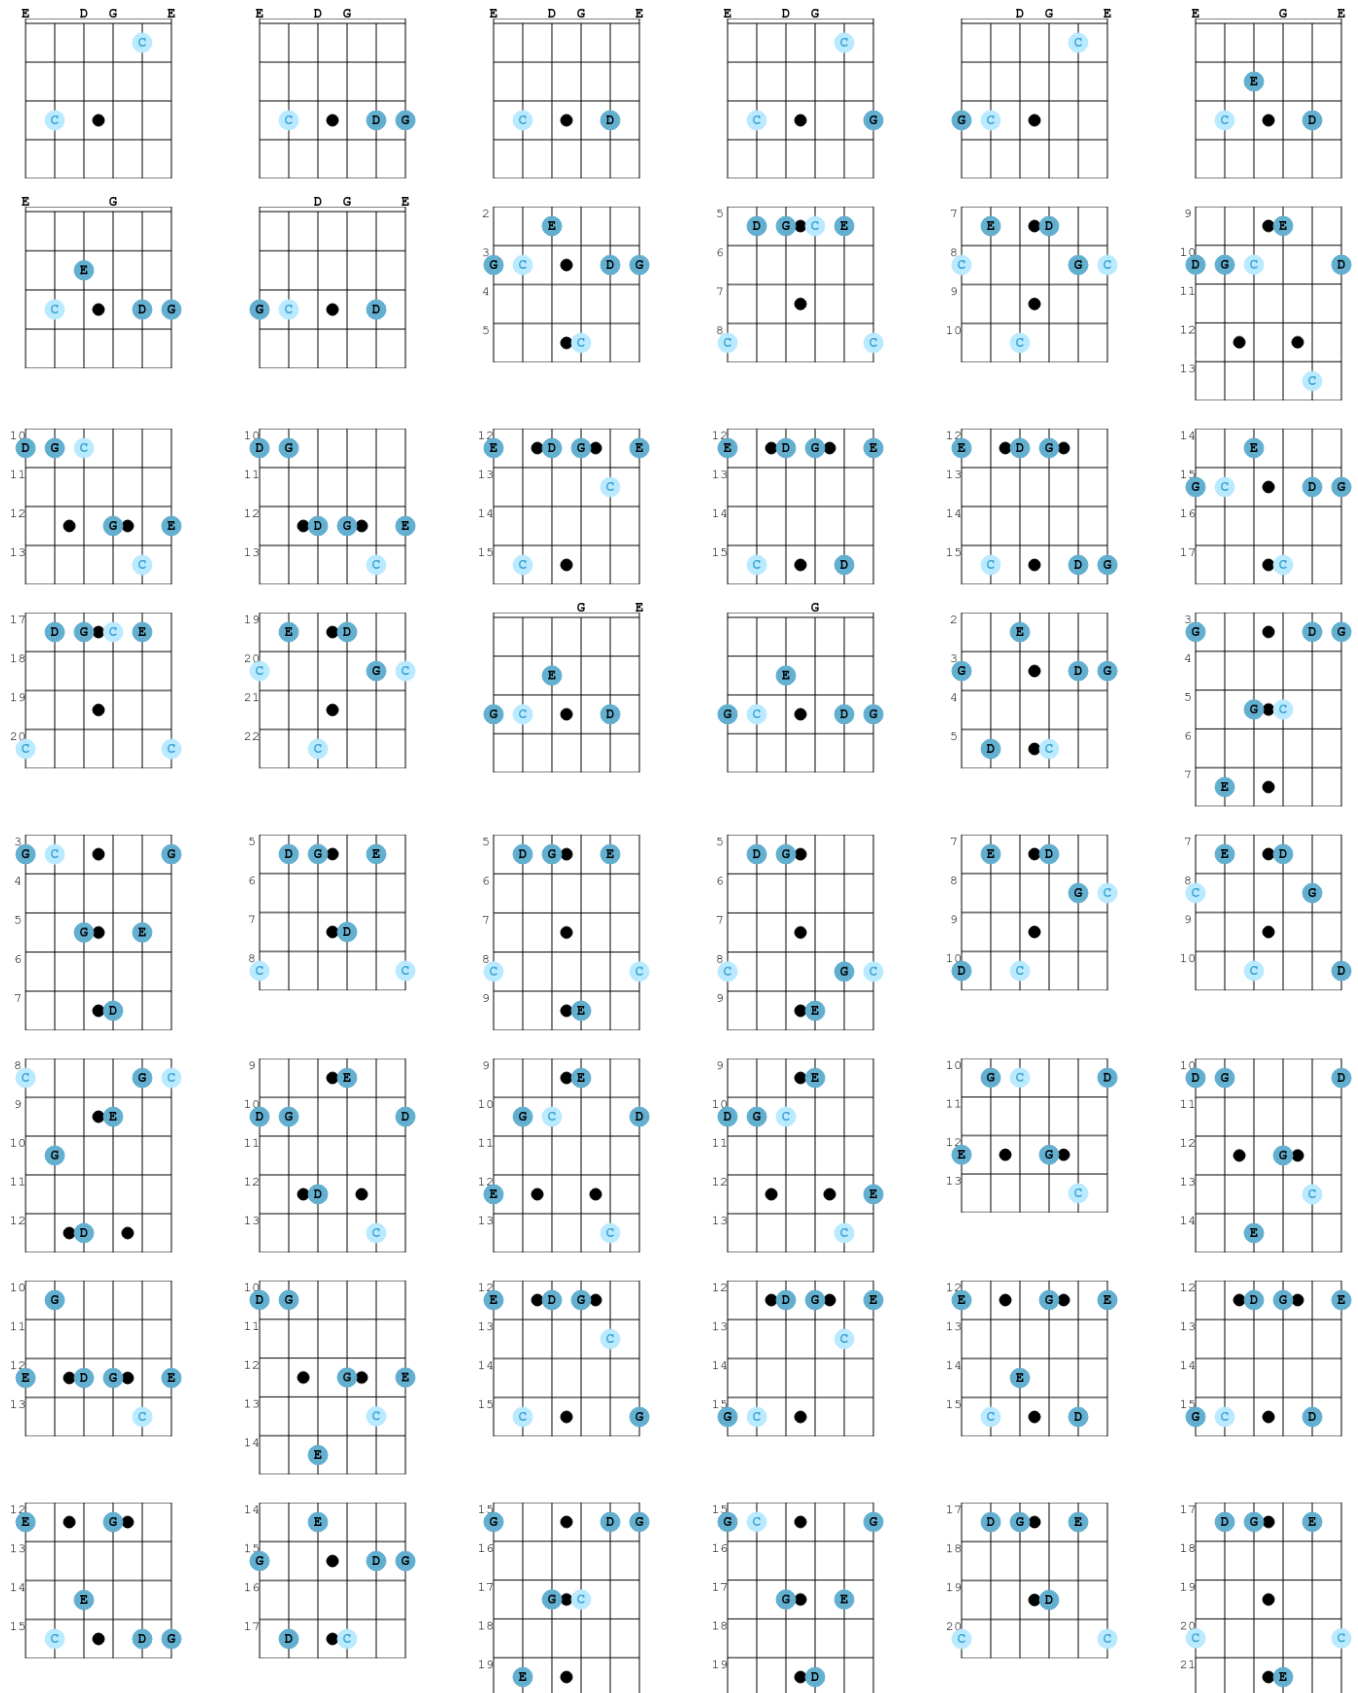 E D G E E D G E D G E E D G D G E E G E
C C C
E
C C D G C D C G G C C D
E G D G E 2 5 7 9
E D G C E E D E
E 3 6 8 10
G C D G C G C D G C D
C D G G C D 4 7 9 11
5 8 10 12
C C C C
13
C
10 10 12 12 12 14
D G C D G E D G E E D G E E D G E
11 11 13 13 13 15
C G C D G
12 12 14 14 14 16
G E D G E
13 13 15 15 15 17
C C C C D C D G C
17 19 G E G 2 3
D G C E E D E G D G
18 20 3 4
C G C E E G D G
19 21 4 5
G C D G C D G G C
20 22 5 6
C C C D C
7
E
3 5 5 5 7 7
G C G D G E D G E D G E D E D
4 6 6 6 8 8
G C C G
5 7 7 7 9 9
G E D
6 8 8 8 10 10
C C C C C G C D C C D
7 9 9
D E E
8 9 9 9 10 10
C G C E E E G C D D G D
9 10 10 10 11 11
E D G D G C D D G C
10 11 11 11 12 12
G E G G
11 12 12 12 13 13
D E E C C
12 13 13 13 14
D C C C E
10 10 12 12 12 12
G D G E D G E D G E E G E D G E
11 11 13 13 13 13
C C
12 12 14 14 14 14
E D G E G E E
13 13 15 15 15 15
C C C G G C C D G C D
14
E
12 14 15 15 17 17
E G E G D G G C G D G E D G E
13 15 16 16 18 18
G D G
14 16 17 17 19 19
E G C G E D
15 17 18 18 20 20
C D G D C C C C C
19 19 21
E D E